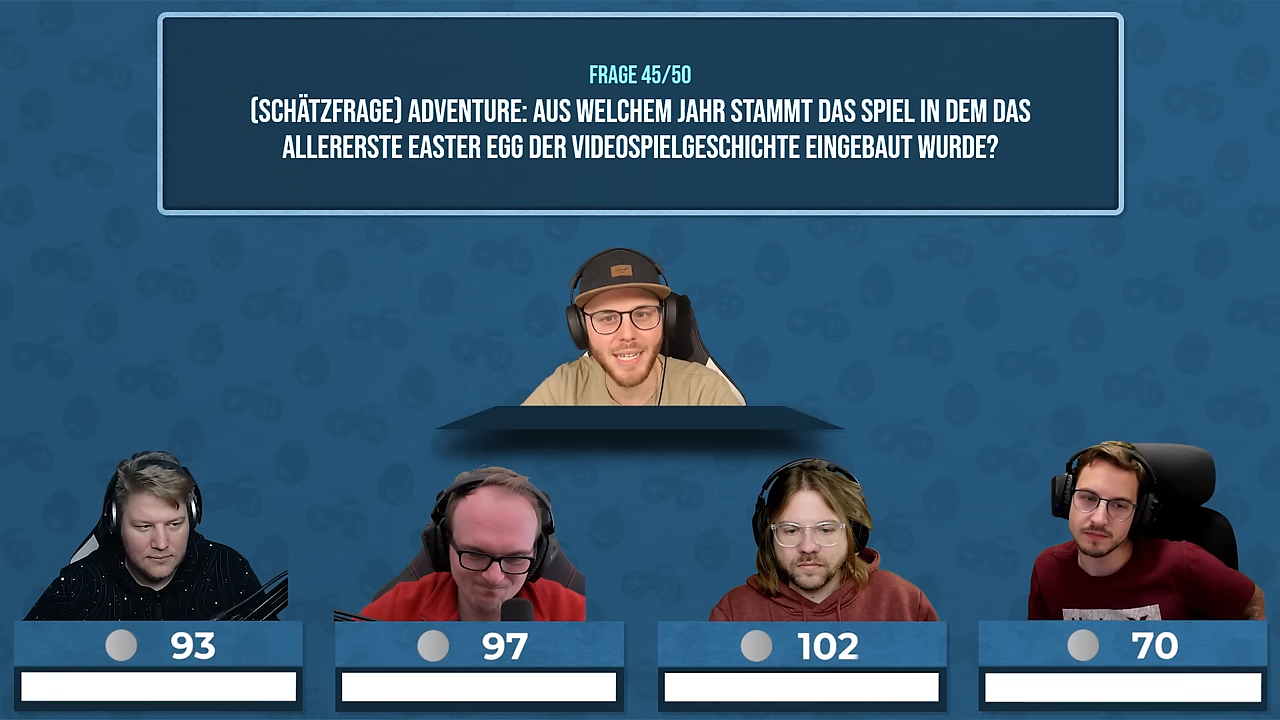 FRAGE 45/50
(SCHÄTZFRAGE) ADVENTURE: AUS WELCHEM JAHR STAMMT DAS SPIEL IN DEM DAS
ALLERERSTE EASTER EGG DER VIDEOSPIELGESCHICHTE EINGEBAUT WURDE?
93
97
102
70